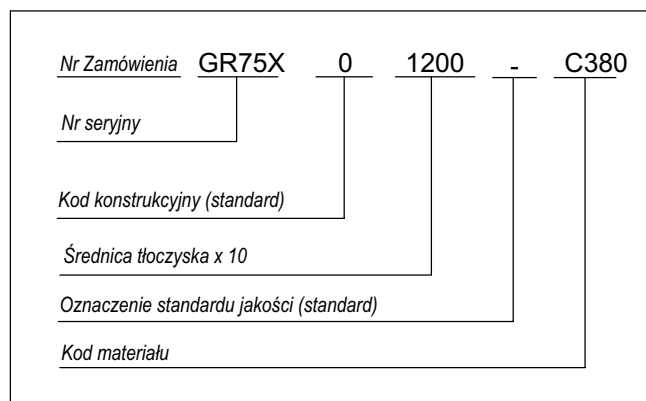 Nr Zamówienia GR75X 0 1200 - C380
Nr seryjny
Kod konstrukcyjny (standard)
Średnica tłoczyska x 10
Oznaczenie standardu jakości (standard)
Kod materiału